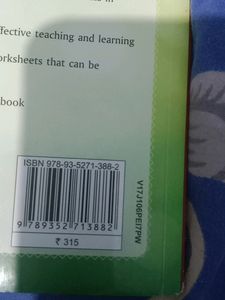 ffective teaching and learning
orksheets that can be
book
ISBN 978-93-5271-388-2
9 789352 713882
₹ 315
V17J106PEI7PW